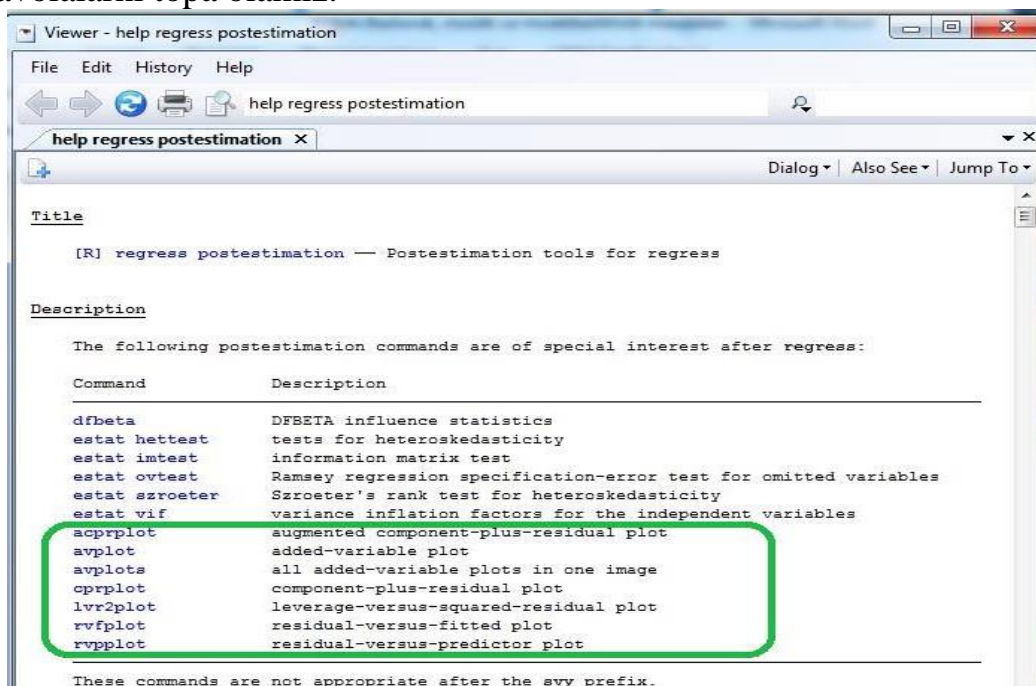 Viewer - help regress postestimation
File Edit History Help
help regress postestimation
help regress postestimation ×
Dialog Also See Jump To
Title
[R] regress postestimation — Postestimation tools for regress
Description
The following postestimation commands are of special interest after regress:
Command Description
dfbeta DFBETA influence statistics
estat hettest tests for heteroskedasticity
estat imtest information matrix test
estat ovtest Ramsey regression specification-error test for omitted variables
estat szroeter Szroeter's rank test for heteroskedasticity
estat vif variance inflation factors for the independent variables
acprplot augmented component-plus-residual plot
avplot added-variable plot
avplots all added-variable plots in one image
cprplot component-plus-residual plot
lvr2plot leverage-versus-squared-residual plot
rvfplot residual-versus-fitted plot
rvpplot residual-versus-predictor plot
These commands are not appropriate after the svy prefix.